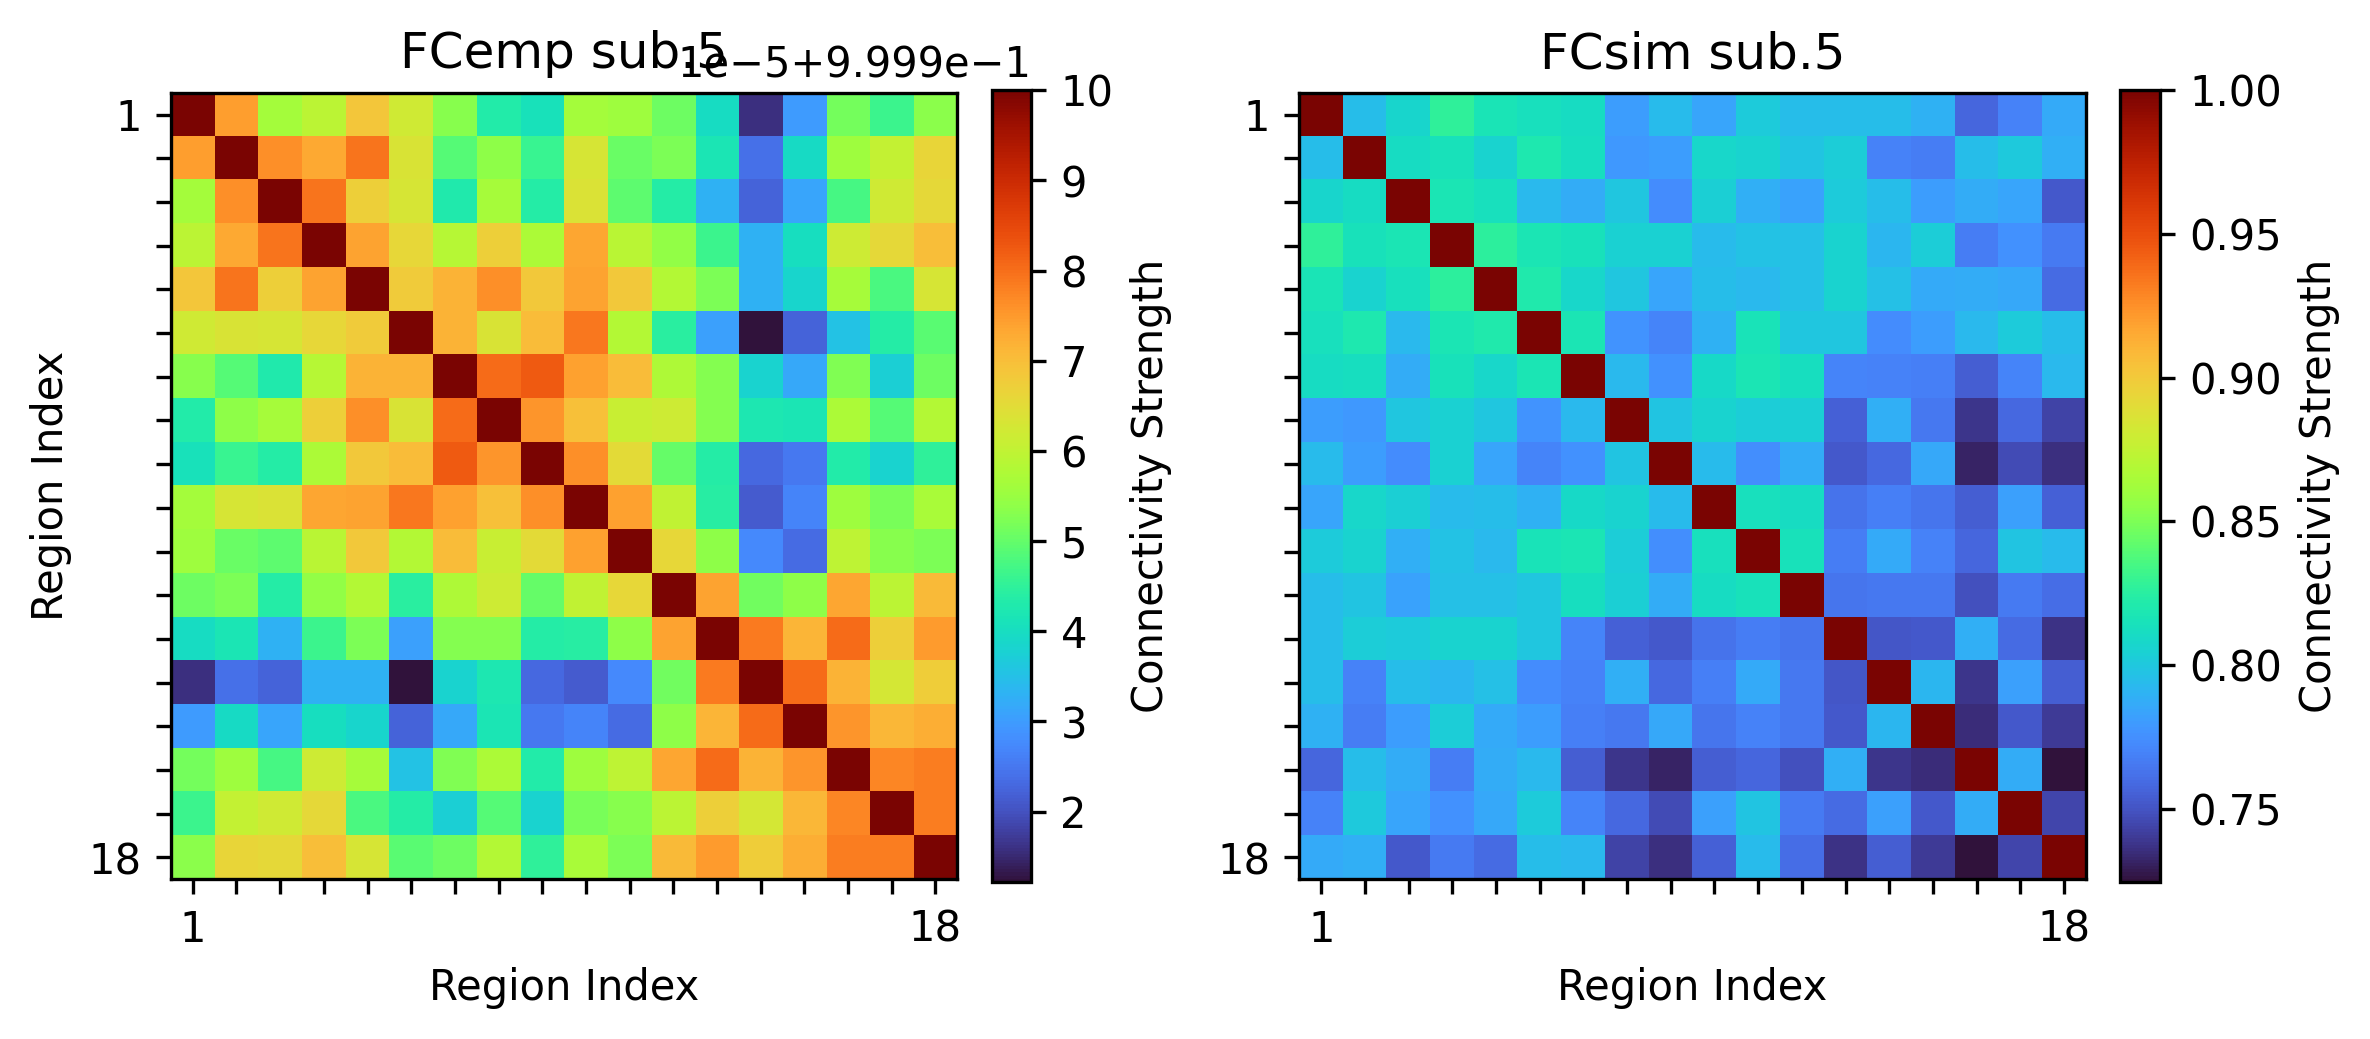 FCemp sub.5
1e−5+9.999e−1
1
18
Region Index
1
18
Region Index
10
9
8
7
6
5
4
3
2
Connectivity Strength
FCsim sub.5
1
18
1
18
Region Index
1.00
0.95
0.90
0.85
0.80
0.75
Connectivity Strength